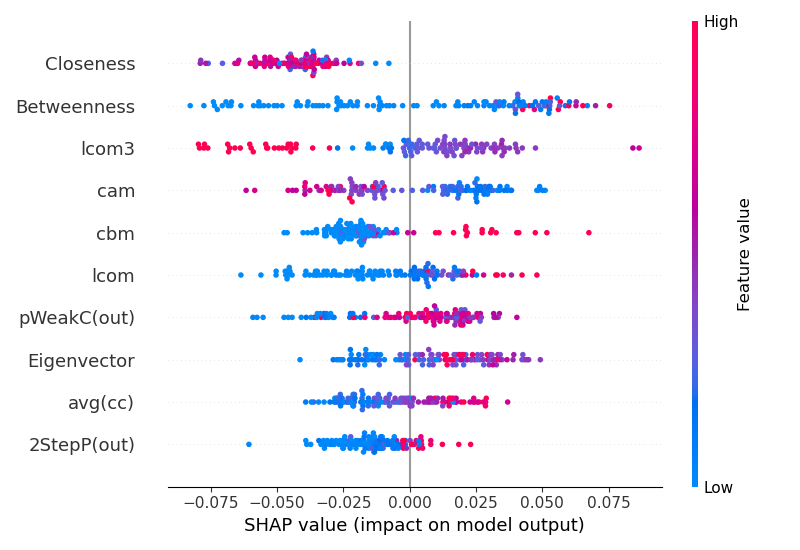 High
Closeness
Betweenness
lcom3
cam
cbm
lcom
pWeakC(out)
Eigenvector
avg(cc)
2StepP(out)
Feature value
Low
−0.075 −0.050 −0.025 0.000 0.025 0.050 0.075
SHAP value (impact on model output)